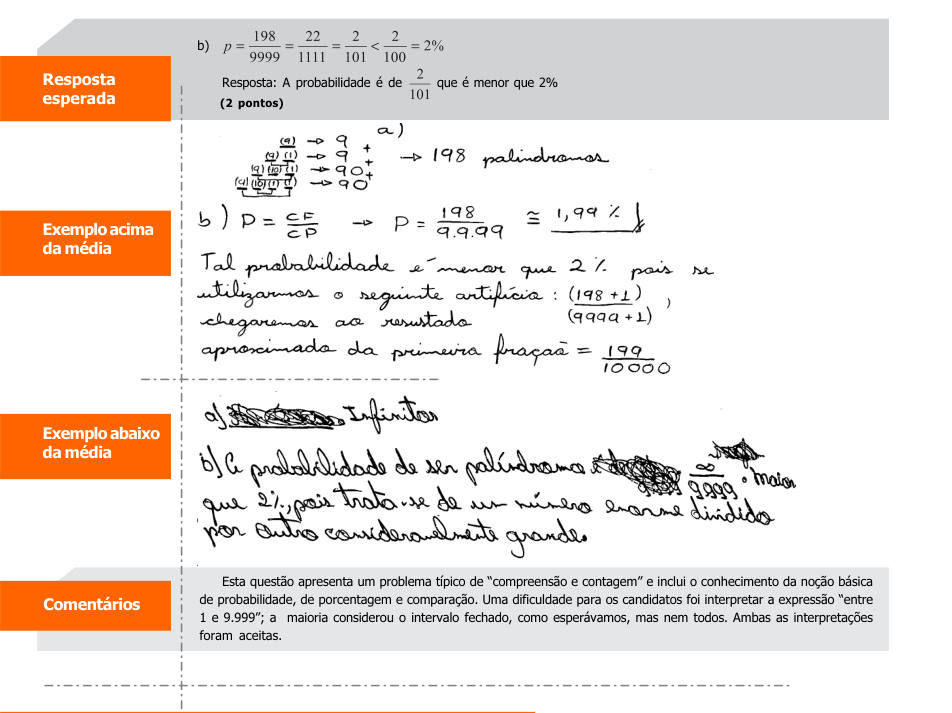 b) p = 198/9999 = 22/1111 = 2/101 < 2/100 = 2%
Resposta esperada
Resposta: A probabilidade é de 2/101 que é menor que 2%
(2 pontos)
a)
(9) → 9 +
(9) (1) → 9 +
(9) (10) (1) → 90 +
(9) (10) (1) (1) → 90
→ 198 palíndromos
Exemplo acima
da média
b) P = CF/CP → P = 198/9.9.99 ≅ 1,99 %
Tal probabilidade é menor que 2 % pois se
utilizarmos o seguinte artifício : (198 + 1)/(9999 + 1) ,
chegaremos ao resustado
aproximado da primeira fração = 199/10000
Exemplo abaixo
da média
a) Infinitos
b) A probabilidade de ser palíndromo ∞/9999 . Maior
que 2%, pois trata-se de um número enorme dividido
por outro consideravelmente grande.
Comentários
Esta questão apresenta um problema típico de “compreensão e contagem” e inclui o conhecimento da noção básica
de probabilidade, de porcentagem e comparação. Uma dificuldade para os candidatos foi interpretar a expressão “entre
1 e 9.999”; a maioria considerou o intervalo fechado, como esperávamos, mas nem todos. Ambas as interpretações
foram aceitas.